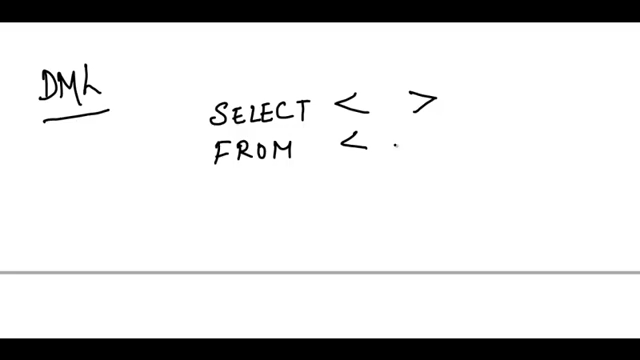 DML
SELECT < >
FROM < .